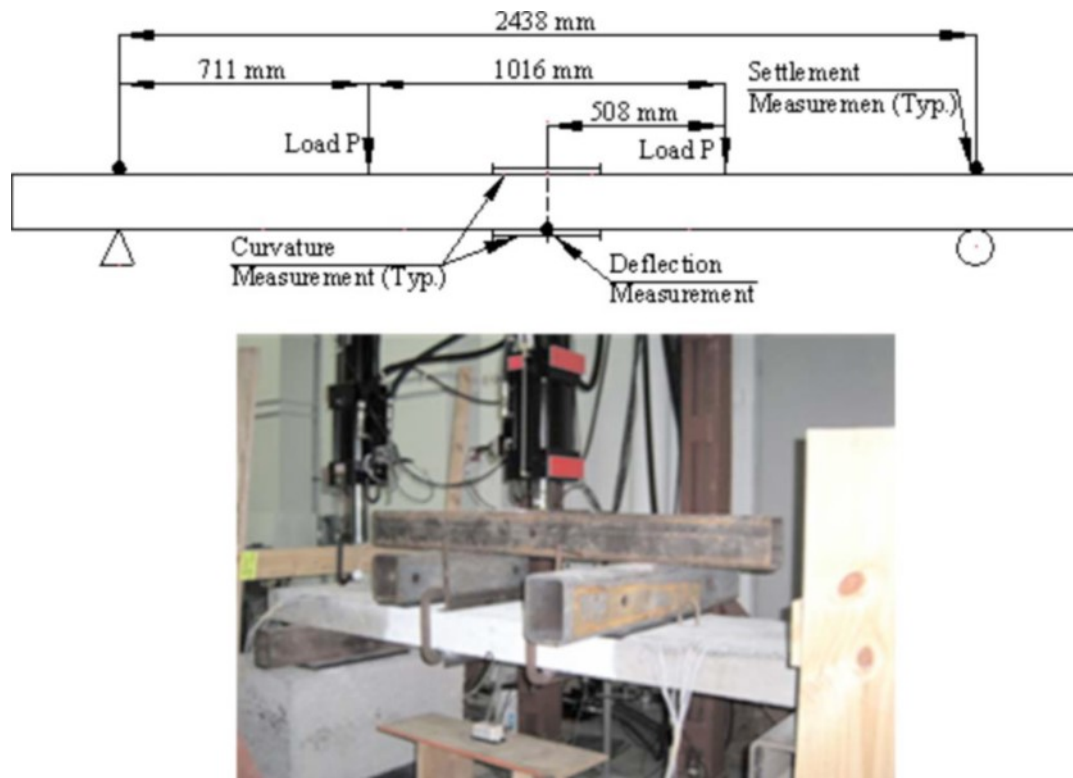 2438 mm
711 mm
1016 mm
Settlement
Measuremen (Typ.)
508 mm
Load P
Load P
Curvature
Measurement (Typ.)
Deflection
Measurement